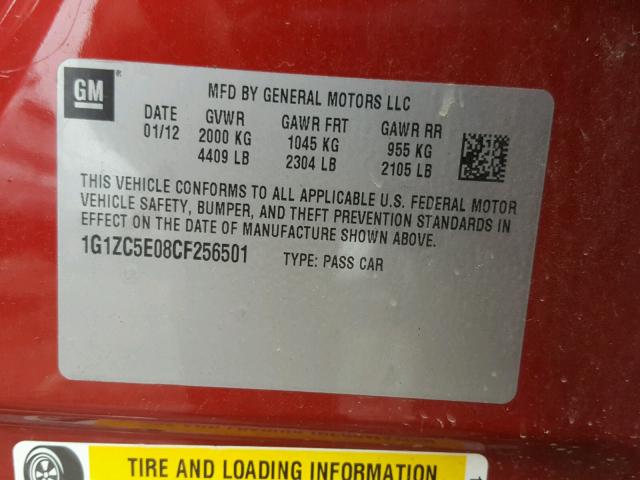 GM
®
MFD BY GENERAL MOTORS LLC
DATE GVWR GAWR FRT GAWR RR
01/12 2000 KG 1045 KG 955 KG
4409 LB 2304 LB 2105 LB
THIS VEHICLE CONFORMS TO ALL APPLICABLE U.S. FEDERAL MOTOR
VEHICLE SAFETY, BUMPER, AND THEFT PREVENTION STANDARDS IN
EFFECT ON THE DATE OF MANUFACTURE SHOWN ABOVE.
1G1ZC5E08CF256501 TYPE: PASS CAR
TIRE AND LOADING INFORMATION